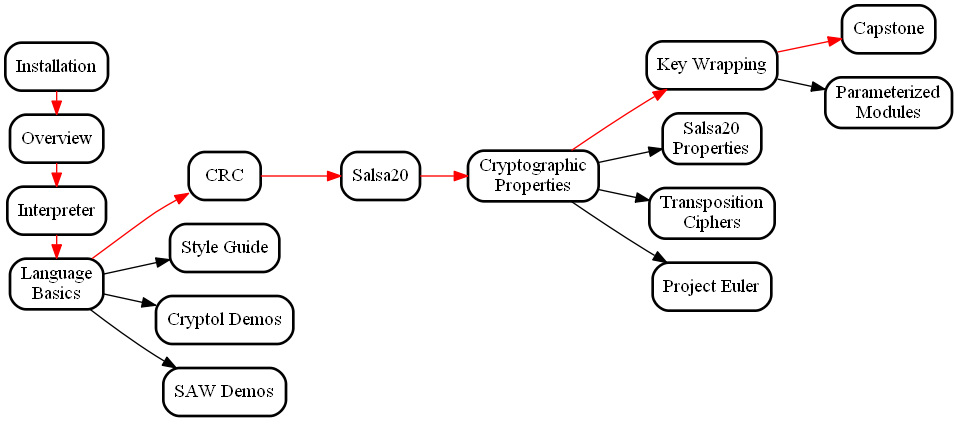 Installation
Overview
Interpreter
Language
Basics
CRC
Style Guide
Cryptol Demos
SAW Demos
Salsa20
Cryptographic
Properties
Key Wrapping
Salsa20
Properties
Transposition
Ciphers
Project Euler
Capstone
Parameterized
Modules